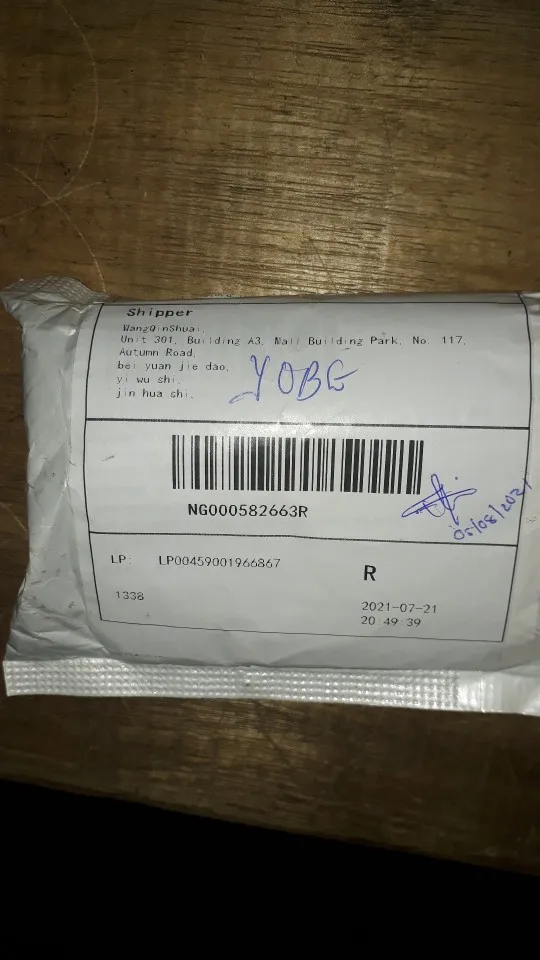 Shipper
WangQinShuai,
Unit 301, Building A3, Mail Building Park, No. 117,
Autumn Road,
bei yuan jie dao,
yi wu shi,
jin hua shi,
YOBE
NG000582663R
05/08/2021
LP: LP00459001966867
R
1338
2021-07-21
20 49 39